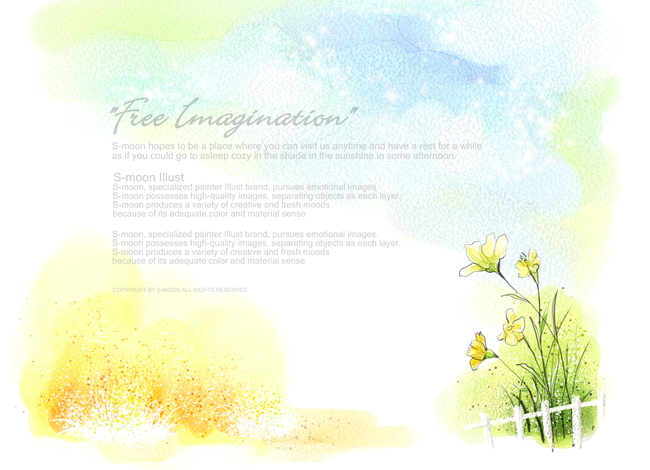 "Free Imagination"
S-moon hopes to be a place where you can visit us anytime and have a rest for a while
as if you could go to asleep cozy in the shade in the sunshine in some afternoon.
S-moon Illust
S-moon, specialized painter Illust brand, pursues emotional images.
S-moon possesses high-quality images, separating objects as each layer.
S-moon produces a variety of creative and fresh moods
because of its adequate color and material sense
S-moon, specialized painter Illust brand, pursues emotional images.
S-moon possesses high-quality images, separating objects as each layer.
S-moon produces a variety of creative and fresh moods
because of its adequate color and material sense
COPYRIGHT BY S-MOON ALL RIGHTS RESERVED